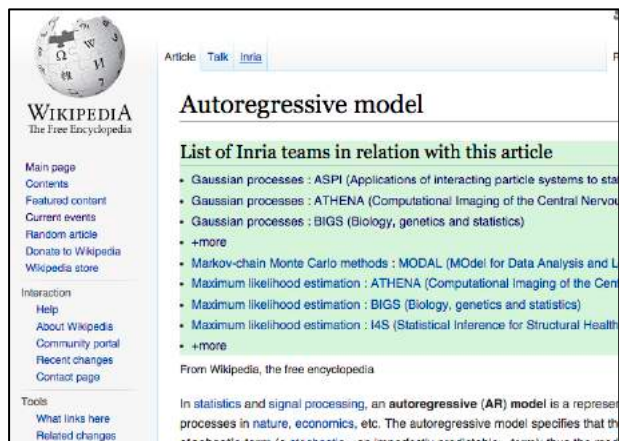 WIKIPEDIA
The Free Encyclopedia
Main page
Contents
Featured content
Current events
Random article
Donate to Wikipedia
Wikipedia store
Interaction
Help
About Wikipedia
Community portal
Recent changes
Contact page
Tools
What links here
Related changes
Article Talk Inria
Autoregressive model
List of Inria teams in relation with this article
• Gaussian processes : ASPI (Applications of interacting particle systems to sta
• Gaussian processes : ATHENA (Computational Imaging of the Central Nervou
• Gaussian processes : BIGS (Biology, genetics and statistics)
• +more
• Markov-chain Monte Carlo methods : MODAL (MOdel for Data Analysis and L
• Maximum likelihood estimation : ATHENA (Computational Imaging of the Cen
• Maximum likelihood estimation : BIGS (Biology, genetics and statistics)
• Maximum likelihood estimation : I4S (Statistical Inference for Structural Health
• +more
From Wikipedia, the free encyclopedia
In statistics and signal processing, an autoregressive (AR) model is a represen
processes in nature, economics, etc. The autoregressive model specifies that th